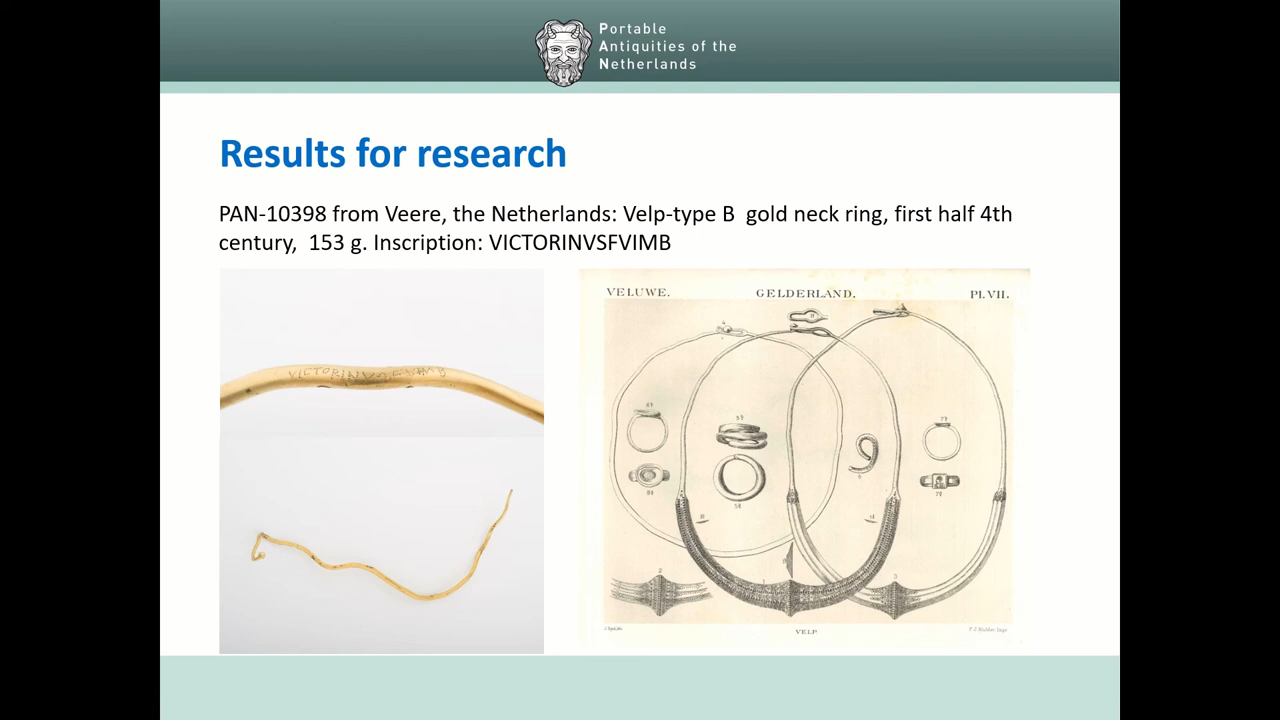 Portable
Antiquities of the
Netherlands
Results for research
PAN-10398 from Veere, the Netherlands: Velp-type B gold neck ring, first half 4th
century, 153 g. Inscription: VICTORINVSFVIMB
VELUWE. GELDERLAND. Pl.VII.
VELP